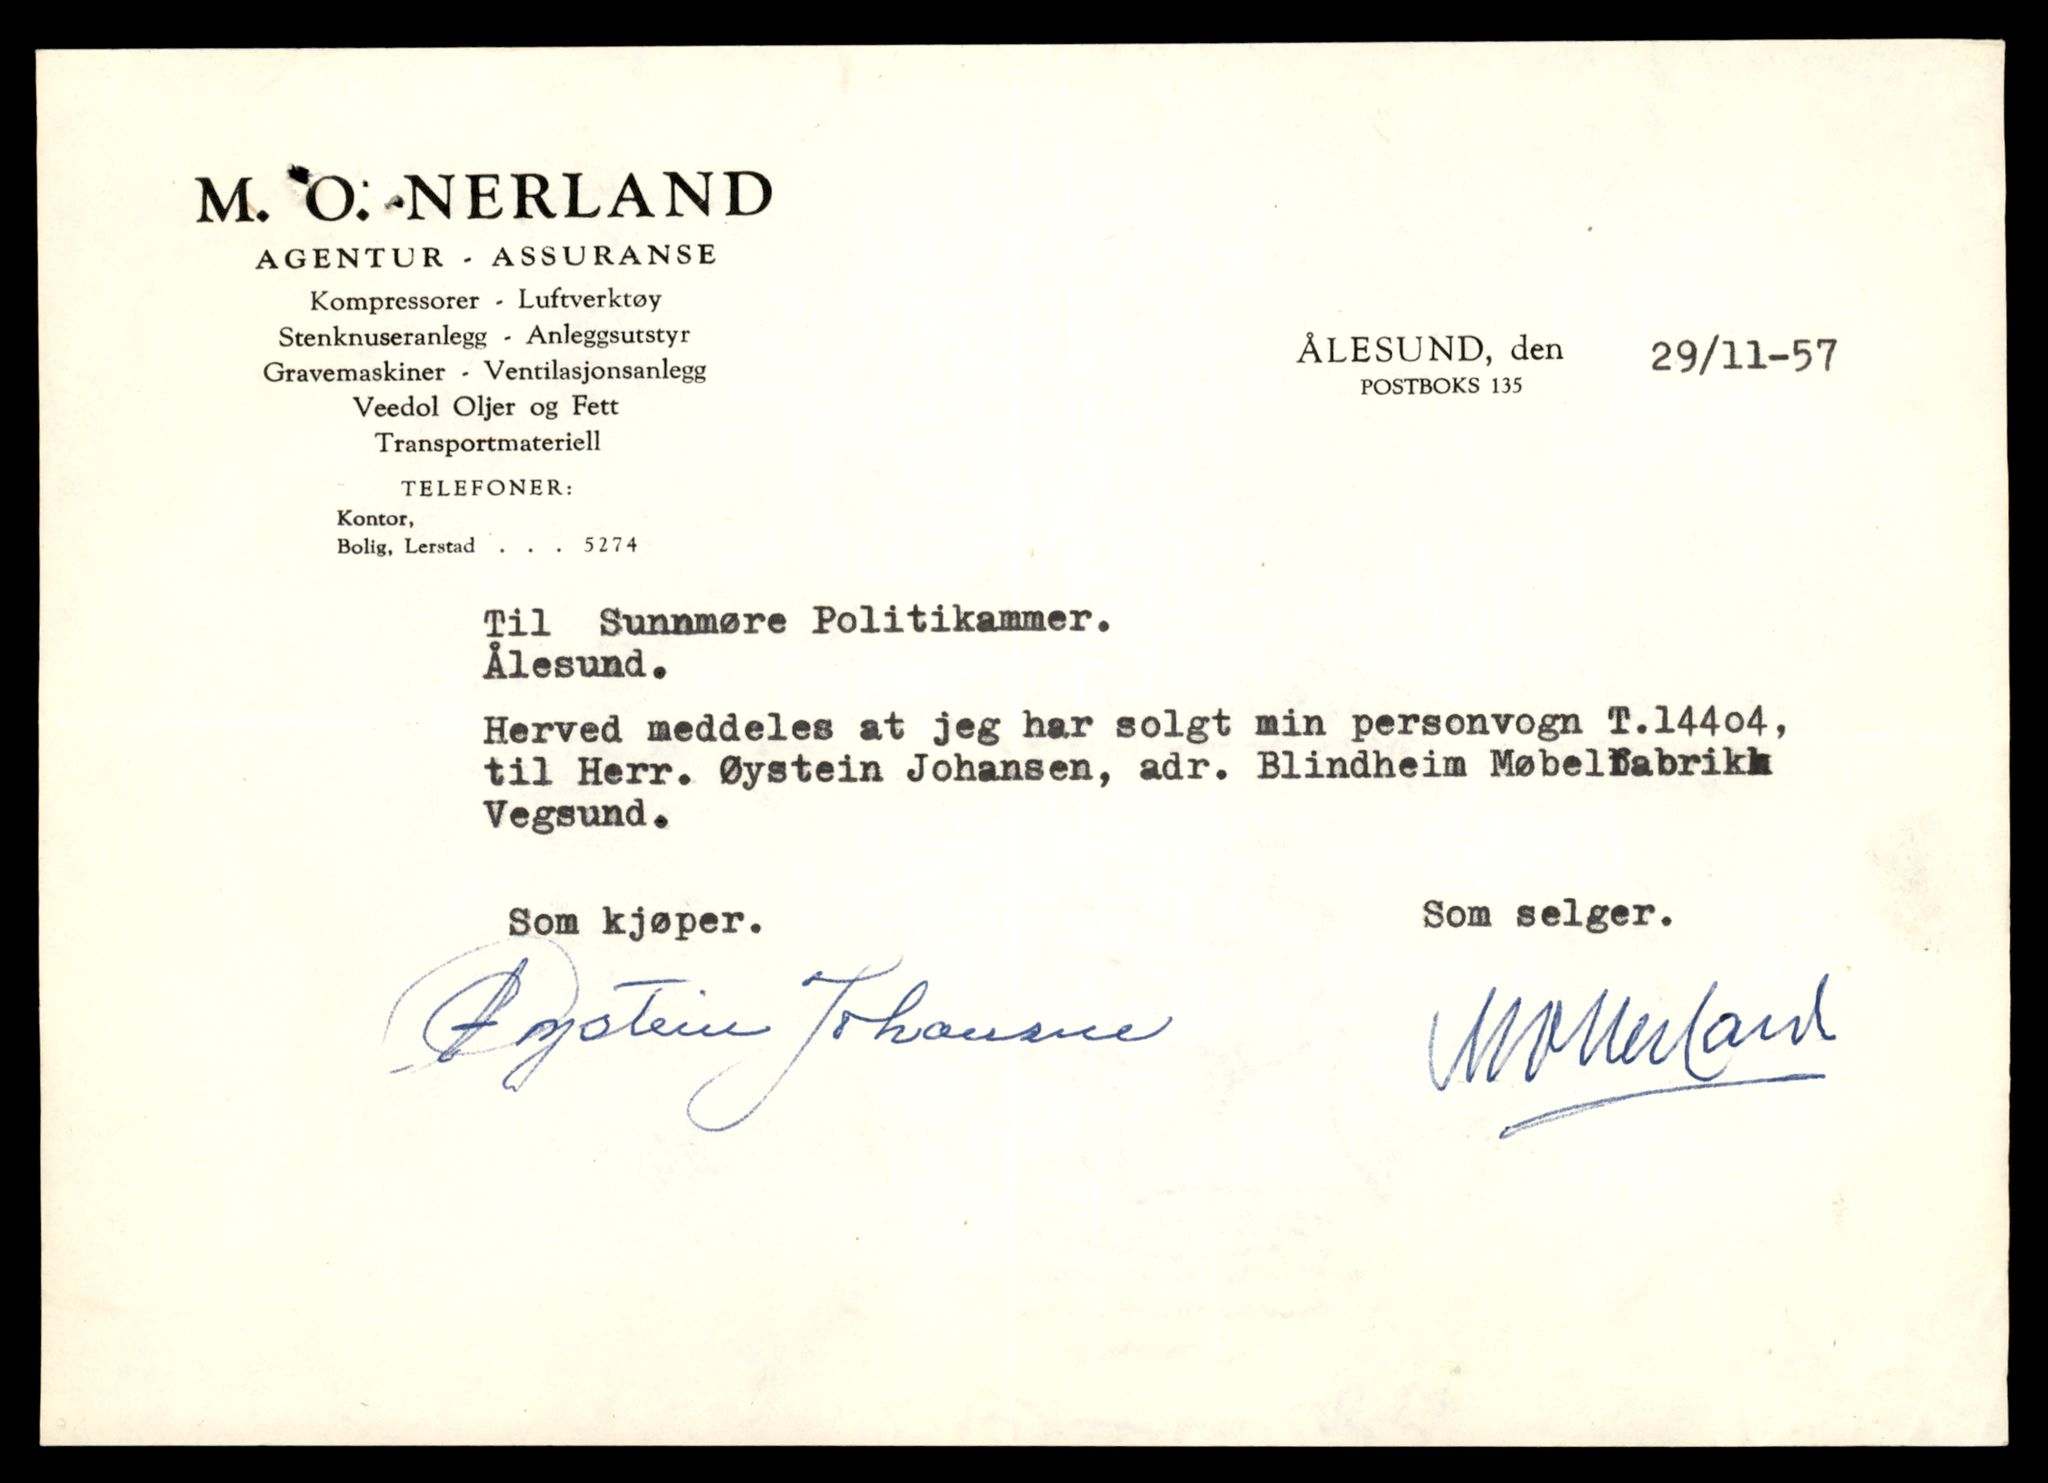 M. O. NERLAND
AGENTUR - ASSURANSE
Kompressorer - Luftverktøy
Stenknuseranlegg - Anleggsutstyr
Gravemaskiner - Ventilasjonsanlegg
Veedol Oljer og Fett
Transportmateriell
TELEFONER:
Kontor,
Bolig, Lerstad . . . 5274
ÅLESUND, den 29/11-57
POSTBOKS 135
Til Sunnmøre Politikammer.
Ålesund.
Herved meddeles at jeg har solgt min personvogn T.14404,
til Herr. Øystein Johansen, adr. Blindheim Møbelfabrikk
Vegsund.
Som kjøper. Som selger.
Øystein Johansne M O Nerland